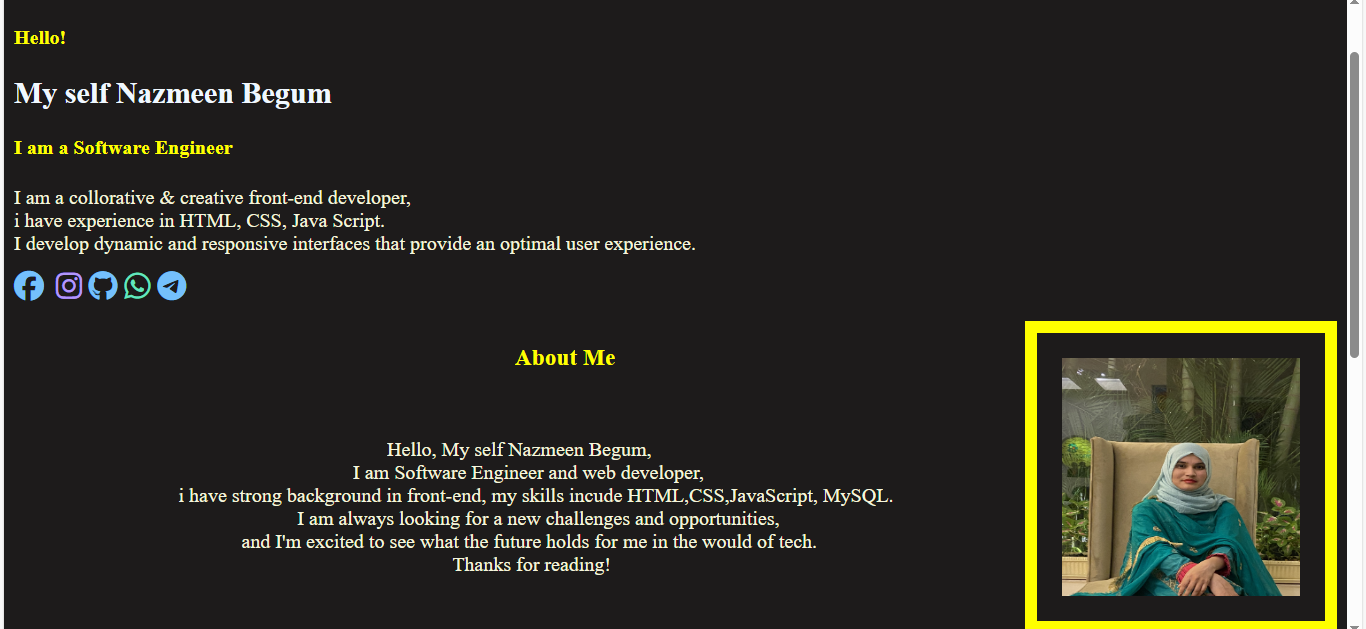 Hello!
My self Nazmeen Begum
I am a Software Engineer
I am a collorative & creative front-end developer,
i have experience in HTML, CSS, Java Script.
I develop dynamic and responsive interfaces that provide an optimal user experience.
About Me
Hello, My self Nazmeen Begum,
I am Software Engineer and web developer,
i have strong background in front-end, my skills incude HTML,CSS,JavaScript, MySQL.
I am always looking for a new challenges and opportunities,
and I'm excited to see what the future holds for me in the would of tech.
Thanks for reading!